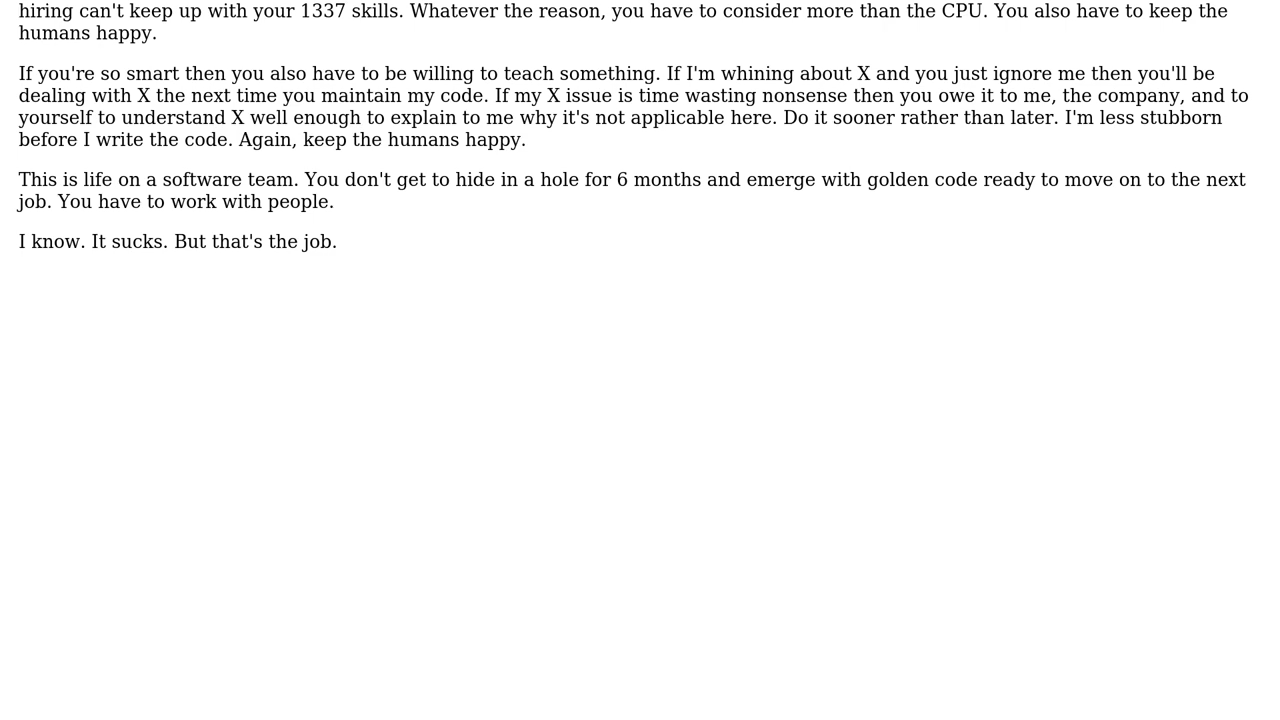 hiring can't keep up with your 1337 skills. Whatever the reason, you have to consider more than the CPU. You also have to keep the
humans happy.
If you're so smart then you also have to be willing to teach something. If I'm whining about X and you just ignore me then you'll be
dealing with X the next time you maintain my code. If my X issue is time wasting nonsense then you owe it to me, the company, and to
yourself to understand X well enough to explain to me why it's not applicable here. Do it sooner rather than later. I'm less stubborn
before I write the code. Again, keep the humans happy.
This is life on a software team. You don't get to hide in a hole for 6 months and emerge with golden code ready to move on to the next
job. You have to work with people.
I know. It sucks. But that's the job.